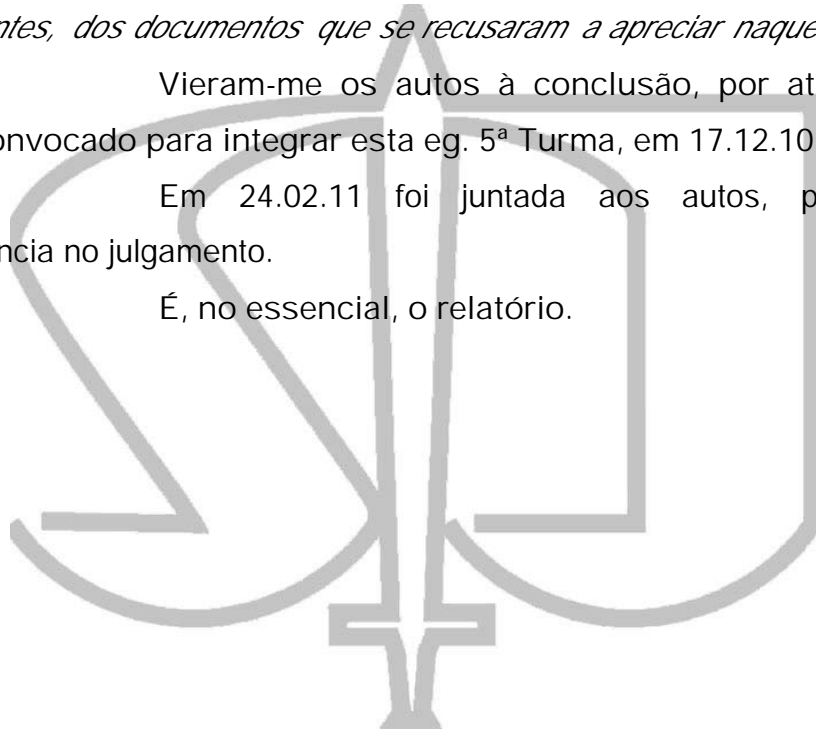 ntes, dos documentos que se recusaram a apreciar naque
Vieram-me os autos à conclusão, por at
onvocado para integrar esta eg. 5ª Turma, em 17.12.10
Em 24.02.11 foi juntada aos autos, p
ncia no julgamento.
É, no essencial, o relatório.